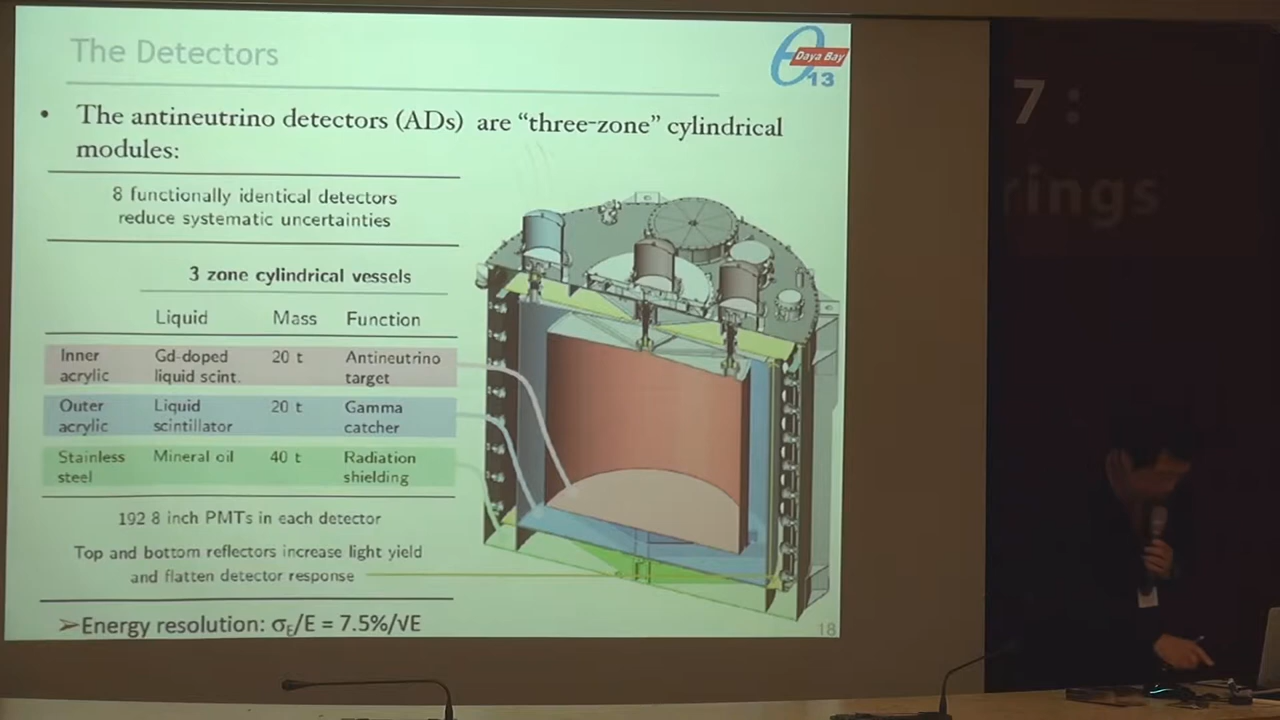 The Detectors
θ Daya Bay 13
• The antineutrino detectors (ADs) are “three-zone” cylindrical
modules:
8 functionally identical detectors
reduce systematic uncertainties
3 zone cylindrical vessels
Liquid Mass Function
Inner acrylic Gd-doped liquid scint. 20 t Antineutrino target
Outer acrylic Liquid scintillator 20 t Gamma catcher
Stainless steel Mineral oil 40 t Radiation shielding
192 8 inch PMTs in each detector
Top and bottom reflectors increase light yield
and flatten detector response
➢Energy resolution: σE/E = 7.5%/√E
18
7 :
rings